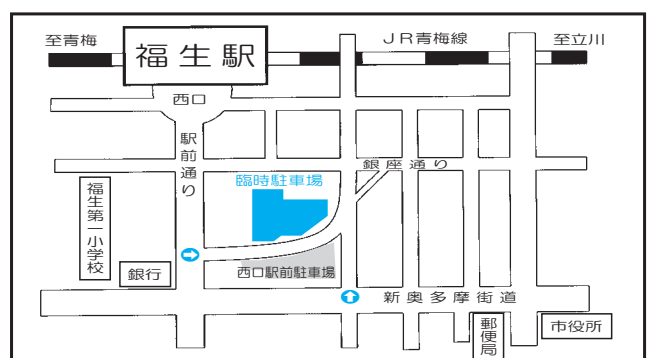 至青梅
福生駅
JR青梅線
至立川
西口
駅前通り
銀座通り
臨時駐車場
福生第一小学校
銀行
西口駅前駐車場
新奥多摩街道
郵便局
市役所